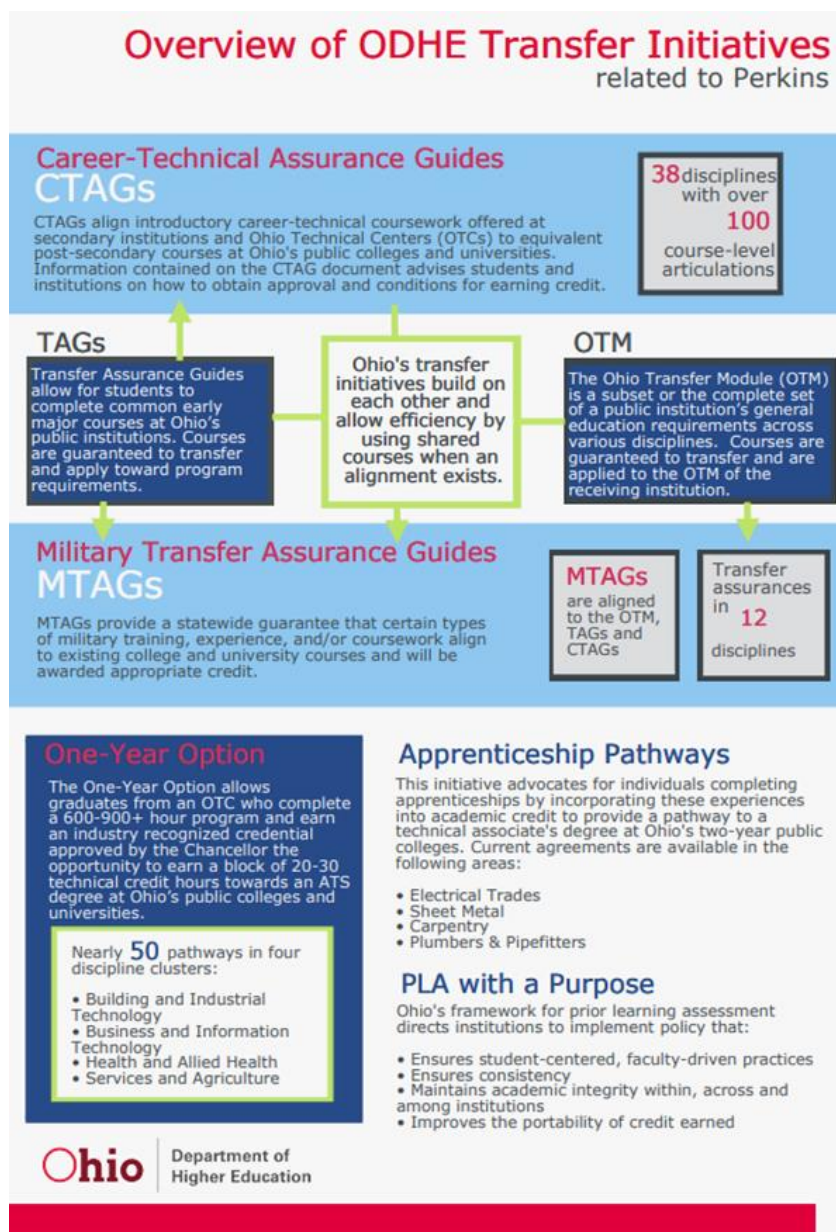 Overview of ODHE Transfer Initiatives
related to Perkins
Career-Technical Assurance Guides
CTAGs
CTAGs align introductory career-technical coursework offered at
secondary institutions and Ohio Technical Centers (OTCs) to equivalent
post-secondary courses at Ohio's public colleges and universities.
Information contained on the CTAG document advises students and
institutions on how to obtain approval and conditions for earning credit.
38 disciplines
with over
100
course-level
articulations
TAGs
Transfer Assurance Guides
allow for students to
complete common early
major courses at Ohio's
public institutions. Courses
are guaranteed to transfer
and apply toward program
requirements.
Ohio's transfer
initiatives build on
each other and
allow efficiency by
using shared
courses when an
alignment exists.
OTM
The Ohio Transfer Module (OTM)
is a subset or the complete set
of a public institution's general
education requirements across
various disciplines. Courses are
guaranteed to transfer and are
applied to the OTM of the
receiving institution.
Military Transfer Assurance Guides
MTAGs
MTAGs provide a statewide guarantee that certain types
of military training, experience, and/or coursework align
to existing college and university courses and will be
awarded appropriate credit.
MTAGs
are aligned
to the OTM,
TAGs and
CTAGs
Transfer
assurances
in 12
disciplines
One-Year Option
The One-Year Option allows
graduates from an OTC who complete
a 600-900+ hour program and earn
an industry recognized credential
approved by the Chancellor the
opportunity to earn a block of 20-30
technical credit hours towards an ATS
degree at Ohio's public colleges and
universities.
Nearly 50 pathways in four
discipline clusters:
• Building and Industrial
Technology
• Business and Information
Technology
• Health and Allied Health
• Services and Agriculture
Apprenticeship Pathways
This initiative advocates for individuals completing
apprenticeships by incorporating these experiences
into academic credit to provide a pathway to a
technical associate's degree at Ohio's two-year public
colleges. Current agreements are available in the
following areas:
• Electrical Trades
• Sheet Metal
• Carpentry
• Plumbers & Pipefitters
PLA with a Purpose
Ohio's framework for prior learning assessment
directs institutions to implement policy that:
• Ensures student-centered, faculty-driven practices
• Ensures consistency
• Maintains academic integrity within, across and
among institutions
• Improves the portability of credit earned
Ohio
Department of
Higher Education